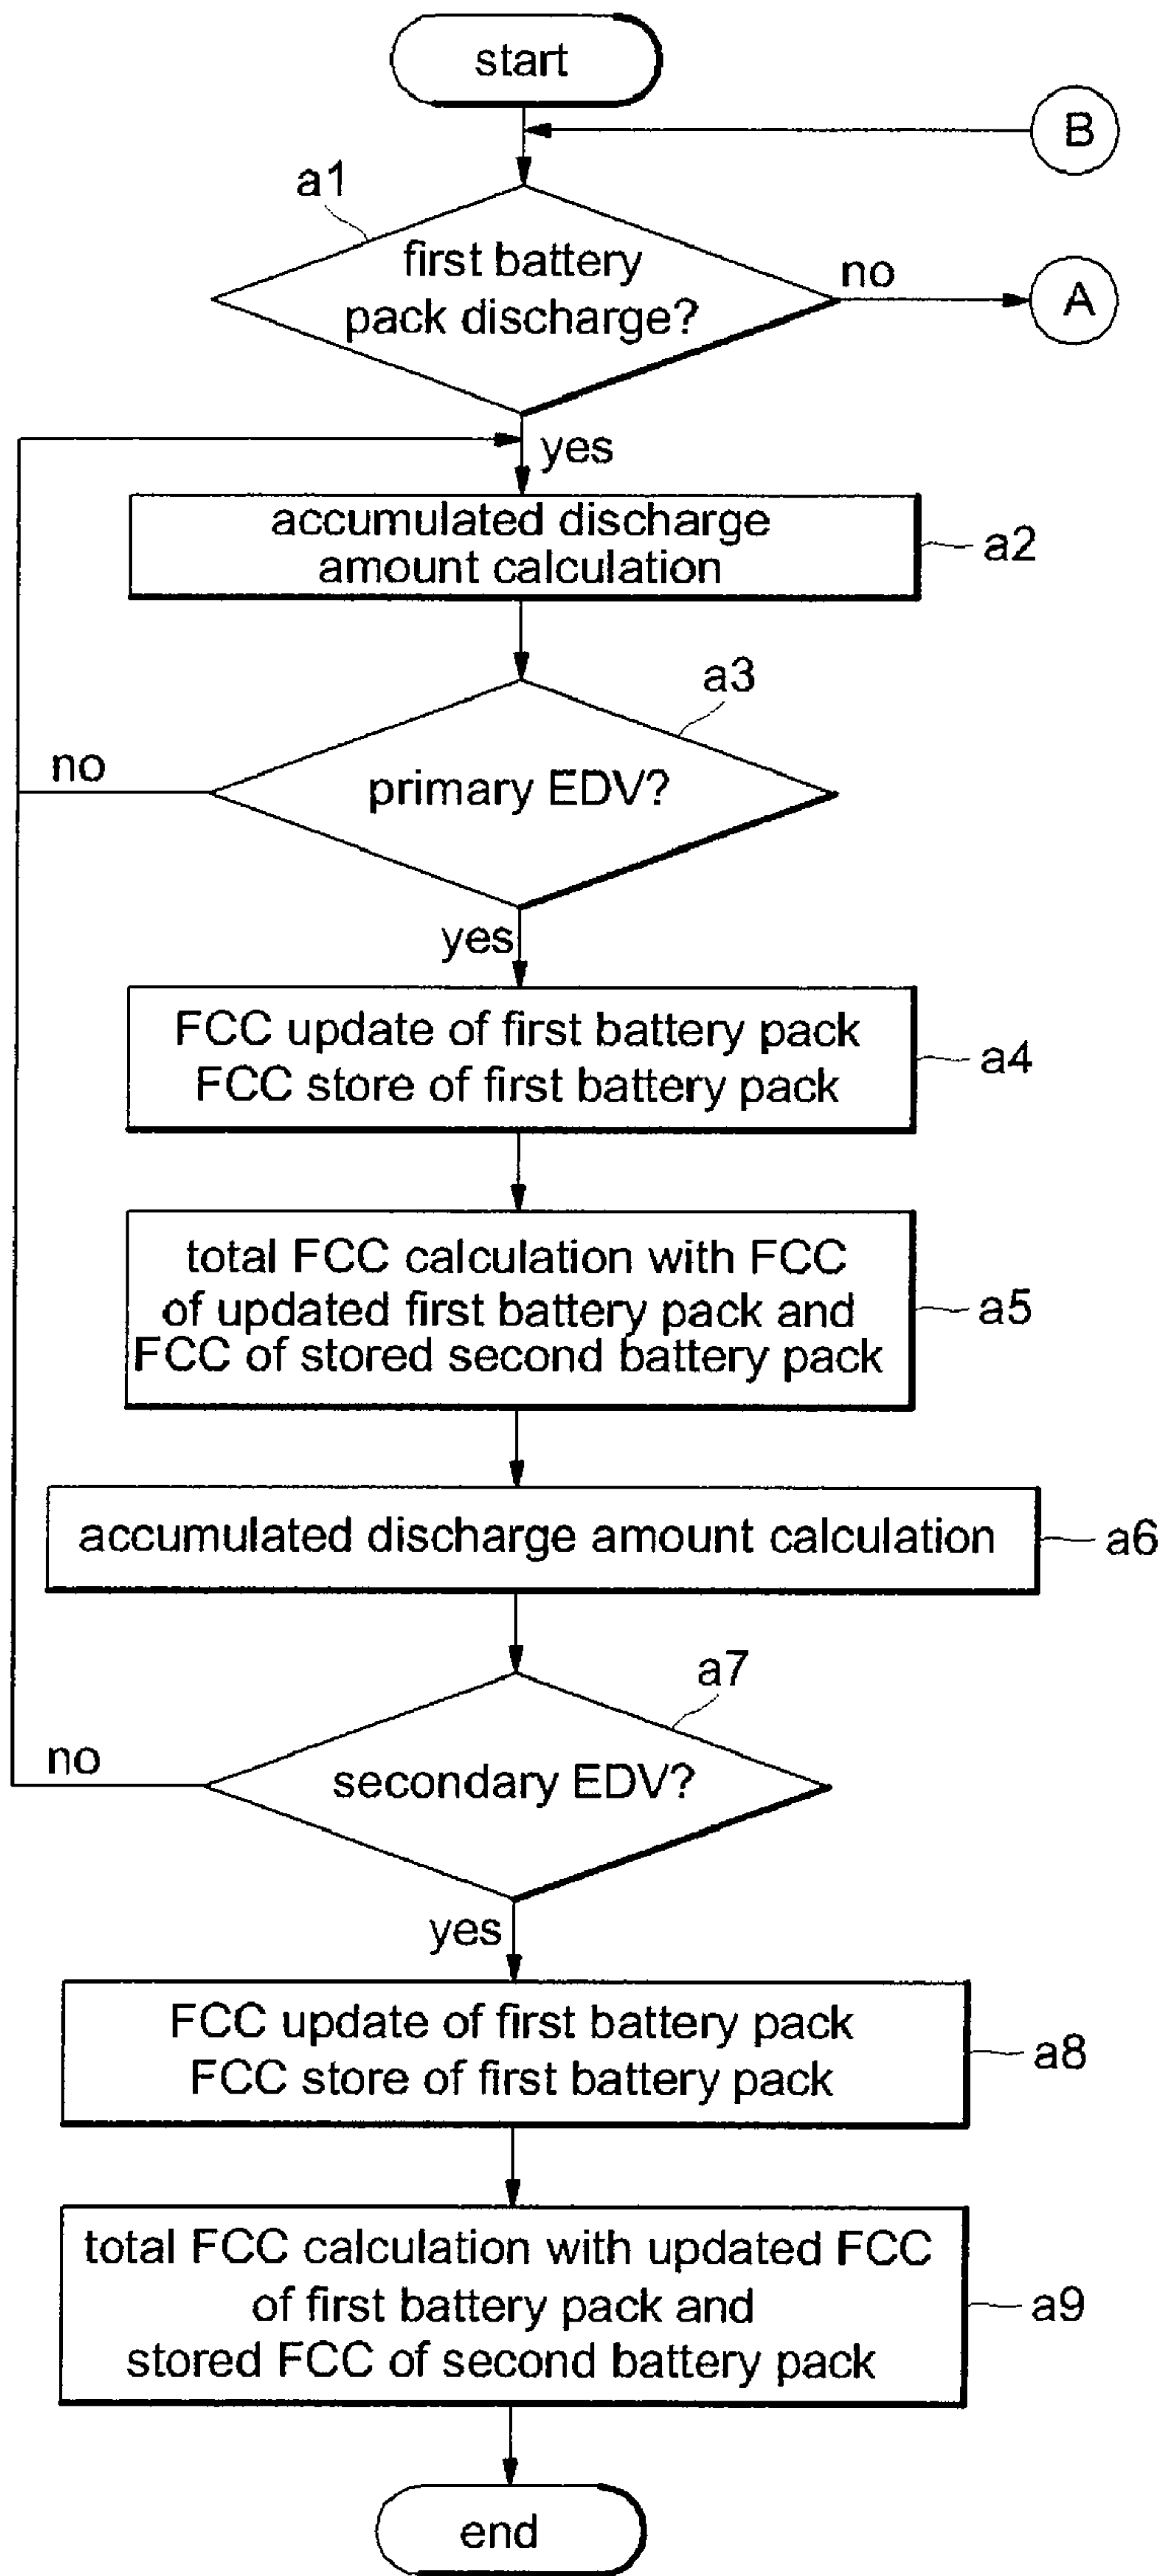 start
B
a1
first battery
pack discharge?
no
A
yes
accumulated discharge
amount calculation
a2
a3
no
primary EDV?
yes
FCC update of first battery pack
FCC store of first battery pack
a4
total FCC calculation with FCC
of updated first battery pack and
FCC of stored second battery pack
a5
accumulated discharge amount calculation
a6
a7
no
secondary EDV?
yes
FCC update of first battery pack
FCC store of first battery pack
a8
total FCC calculation with updated FCC
of first battery pack and
stored FCC of second battery pack
a9
end